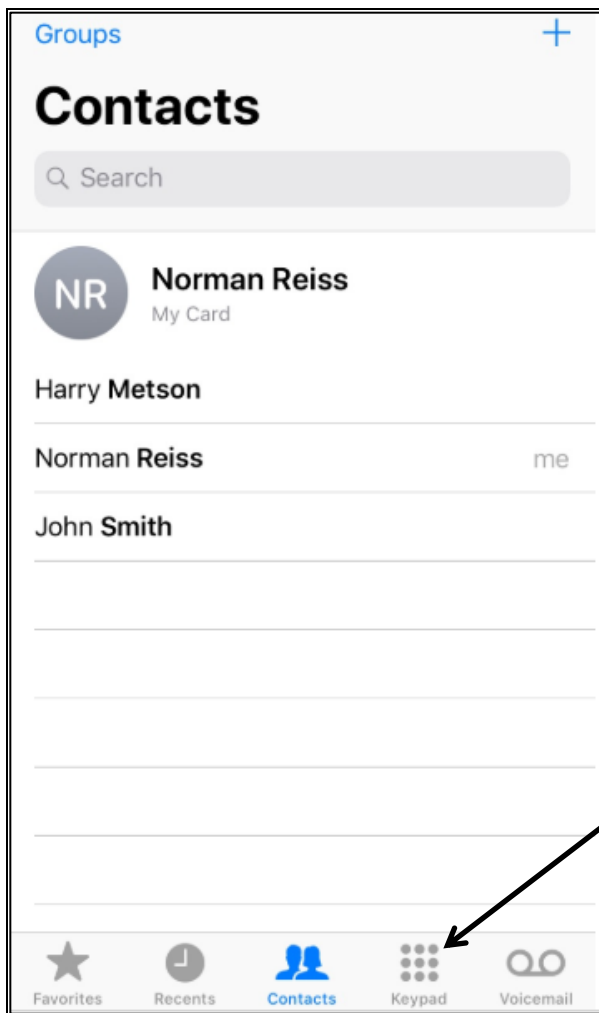 Groups +
Contacts
Search
NR Norman Reiss
My Card
Harry Metson
Norman Reiss me
John Smith
Favorites Recents Contacts Keypad Voicemail